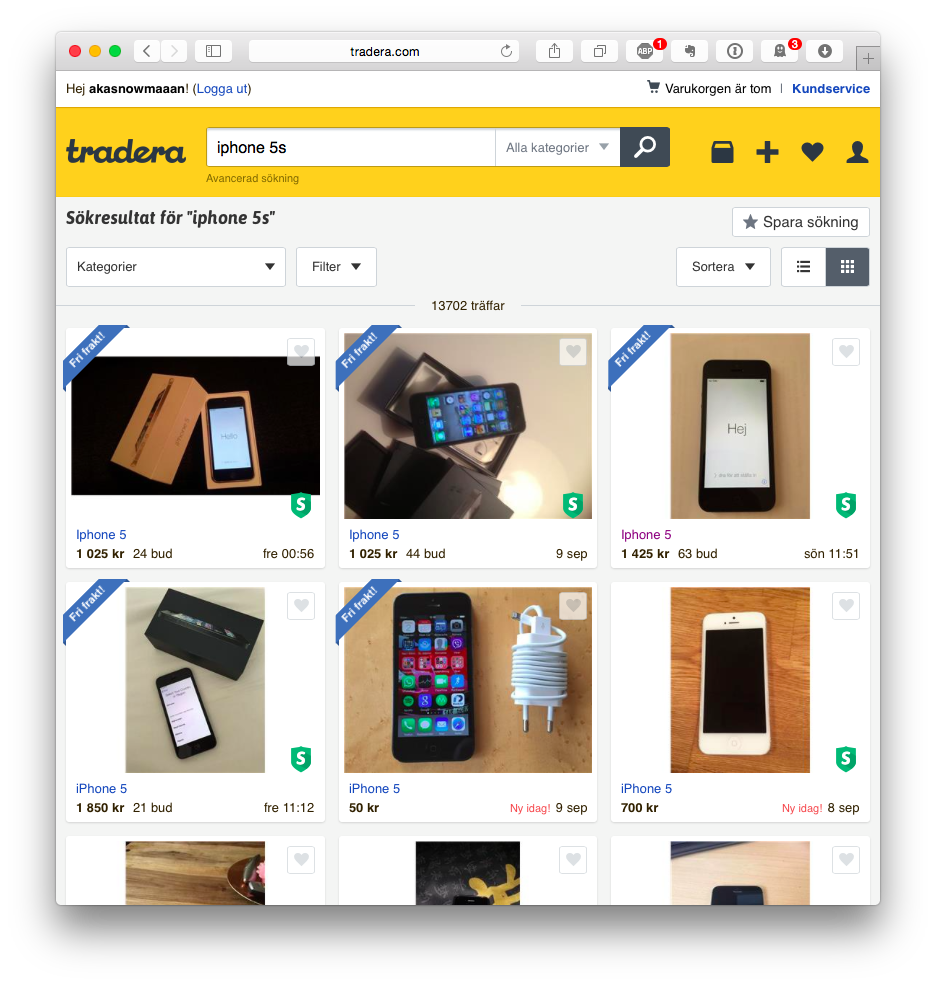 tradera.com
ABP 1
3
Hej akasnowmaaan! (Logga ut)
Varukorgen är tom | Kundservice
tradera
iphone 5s
Alla kategorier
Avancerad sökning
Sökresultat för "iphone 5s"
Spara sökning
Kategorier
Filter
Sortera
13702 träffar
Fri frakt!
Fri frakt!
Fri frakt!
Hello
Hej
S
S
S
Iphone 5
1 025 kr 24 bud fre 00:56
Iphone 5
1 025 kr 44 bud 9 sep
Iphone 5
1 425 kr 63 bud sön 11:51
Fri frakt!
Fri frakt!
S
S
iPhone 5
1 850 kr 21 bud fre 11:12
iPhone 5
50 kr Ny idag! 9 sep
iPhone 5
700 kr Ny idag! 8 sep